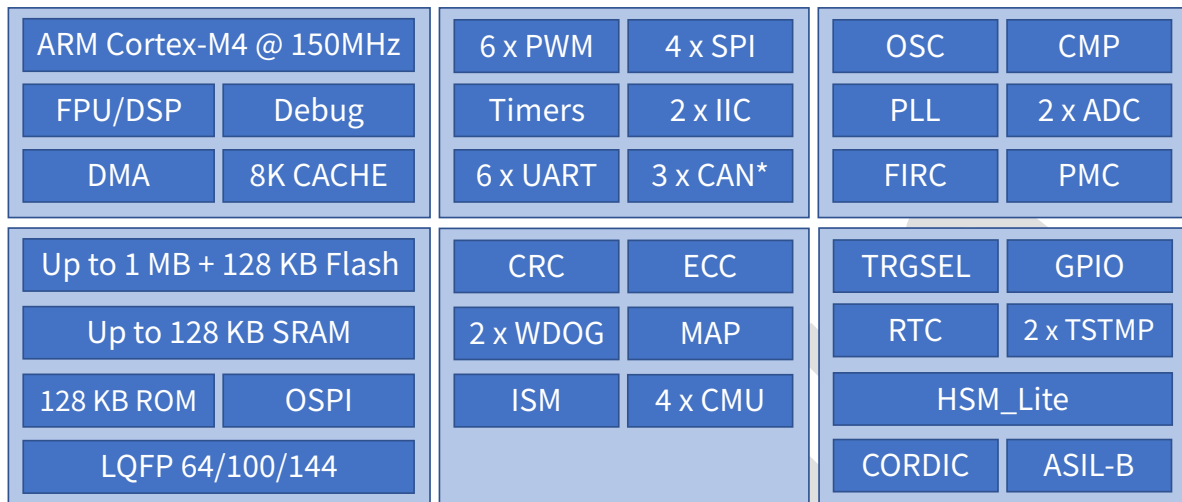 ARM Cortex-M4 @ 150MHz
FPU/DSP
Debug
DMA
8K CACHE
6 x PWM
4 x SPI
Timers
2 x IIC
6 x UART
3 x CAN*
OSC
CMP
PLL
2 x ADC
FIRC
PMC
Up to 1 MB + 128 KB Flash
Up to 128 KB SRAM
128 KB ROM
OSPI
LQFP 64/100/144
CRC
ECC
2 x WDOG
MAP
ISM
4 x CMU
TRGSEL
GPIO
RTC
2 x TSTMP
HSM_Lite
CORDIC
ASIL-B